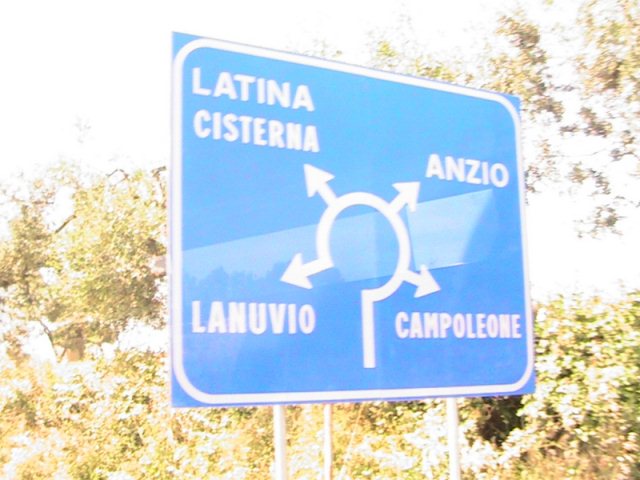 LATINA
CISTERNA
ANZIO
LANUVIO
CAMPOLEONE